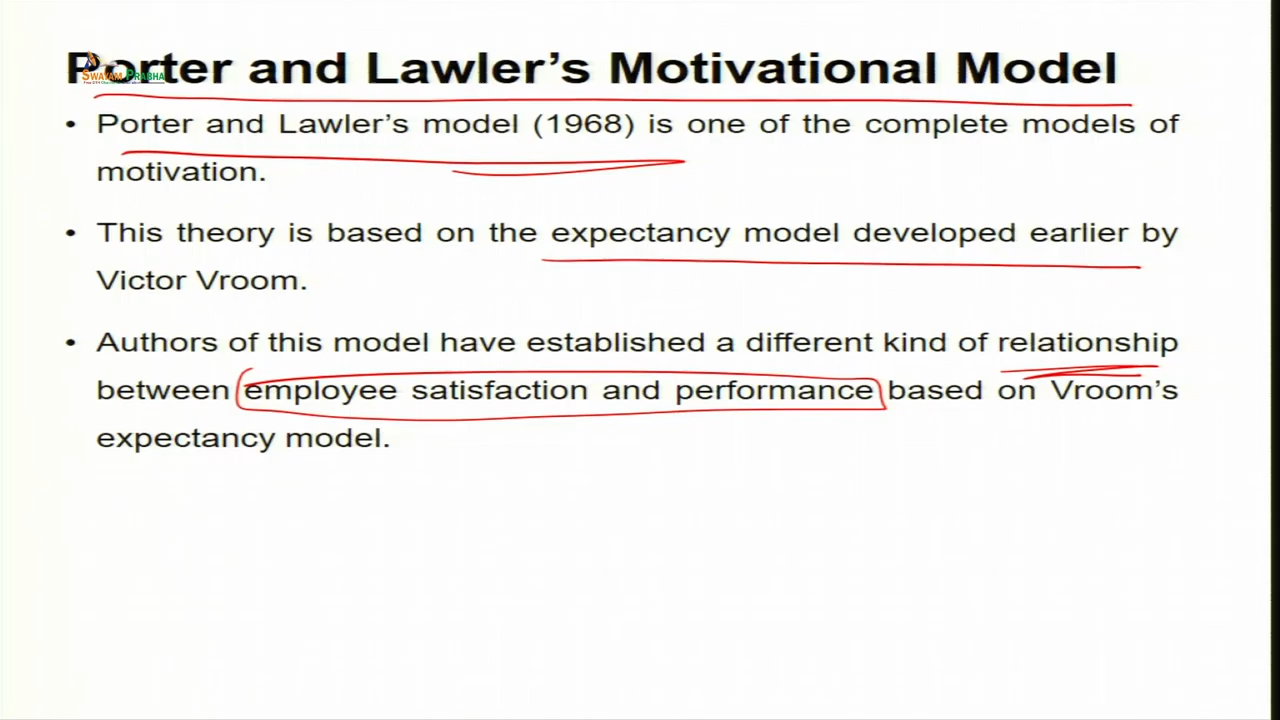 Porter and Lawler's Motivational Model
SWAYAM PRABHA
• Porter and Lawler's model (1968) is one of the complete models of
motivation.
• This theory is based on the expectancy model developed earlier by
Victor Vroom.
• Authors of this model have established a different kind of relationship
between employee satisfaction and performance based on Vroom's
expectancy model.